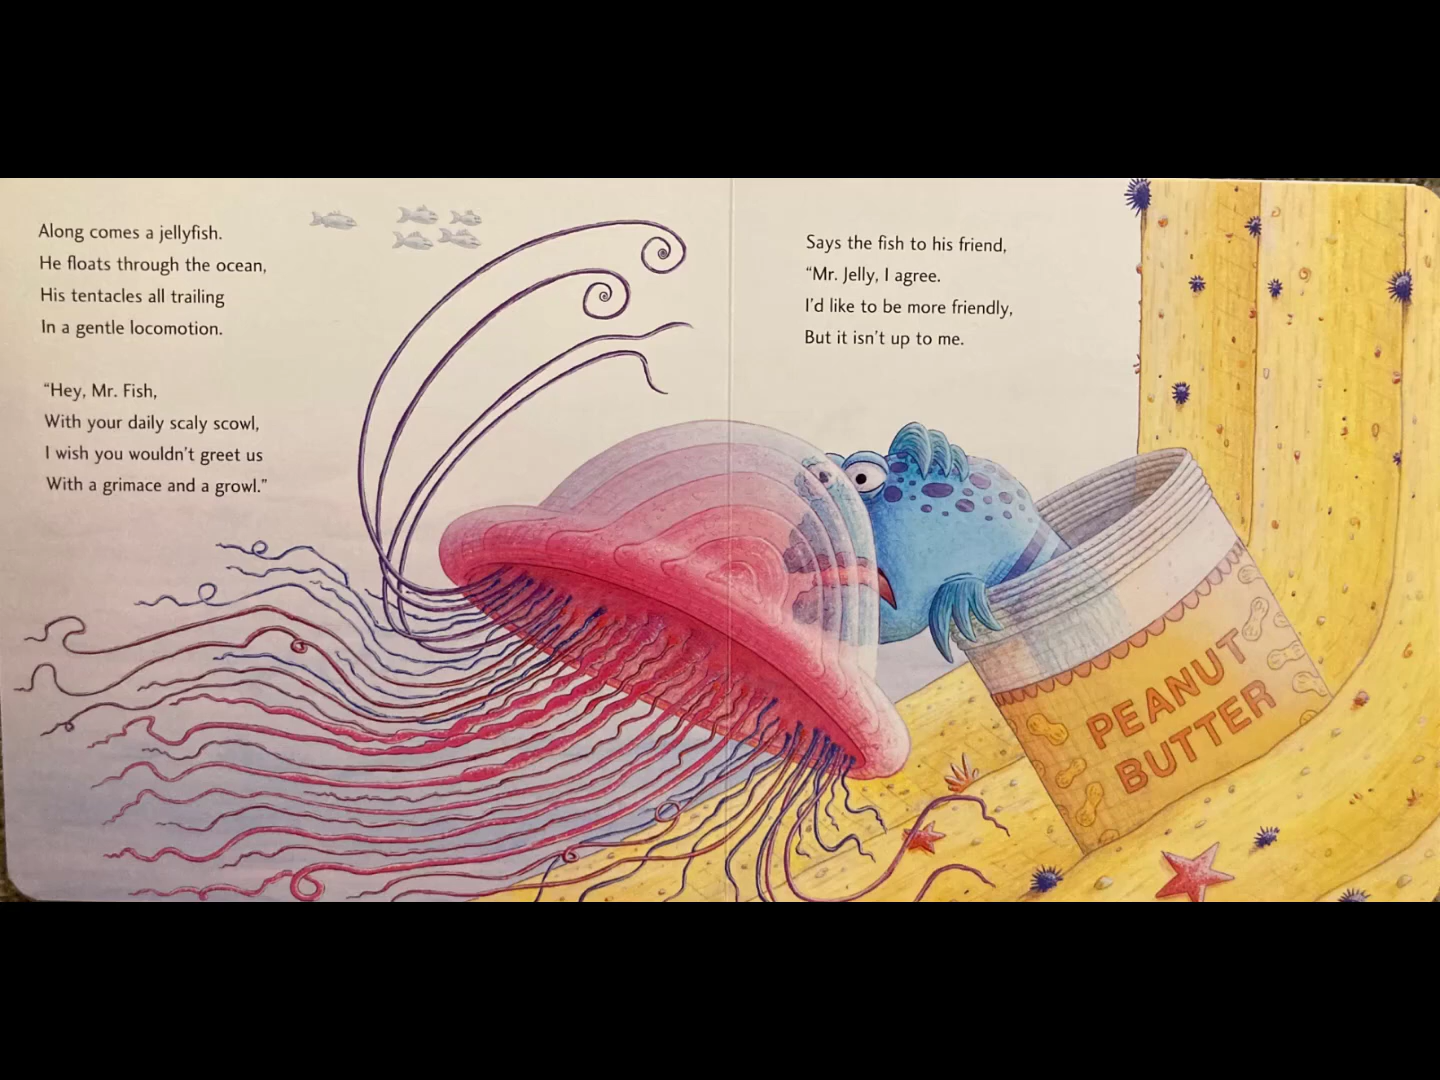 Along comes a jellyfish.
He floats through the ocean,
His tentacles all trailing
In a gentle locomotion.
“Hey, Mr. Fish,
With your daily scaly scowl,
I wish you wouldn’t greet us
With a grimace and a growl.”
Says the fish to his friend,
“Mr. Jelly, I agree.
I’d like to be more friendly,
But it isn’t up to me.
PEANUT
BUTTER